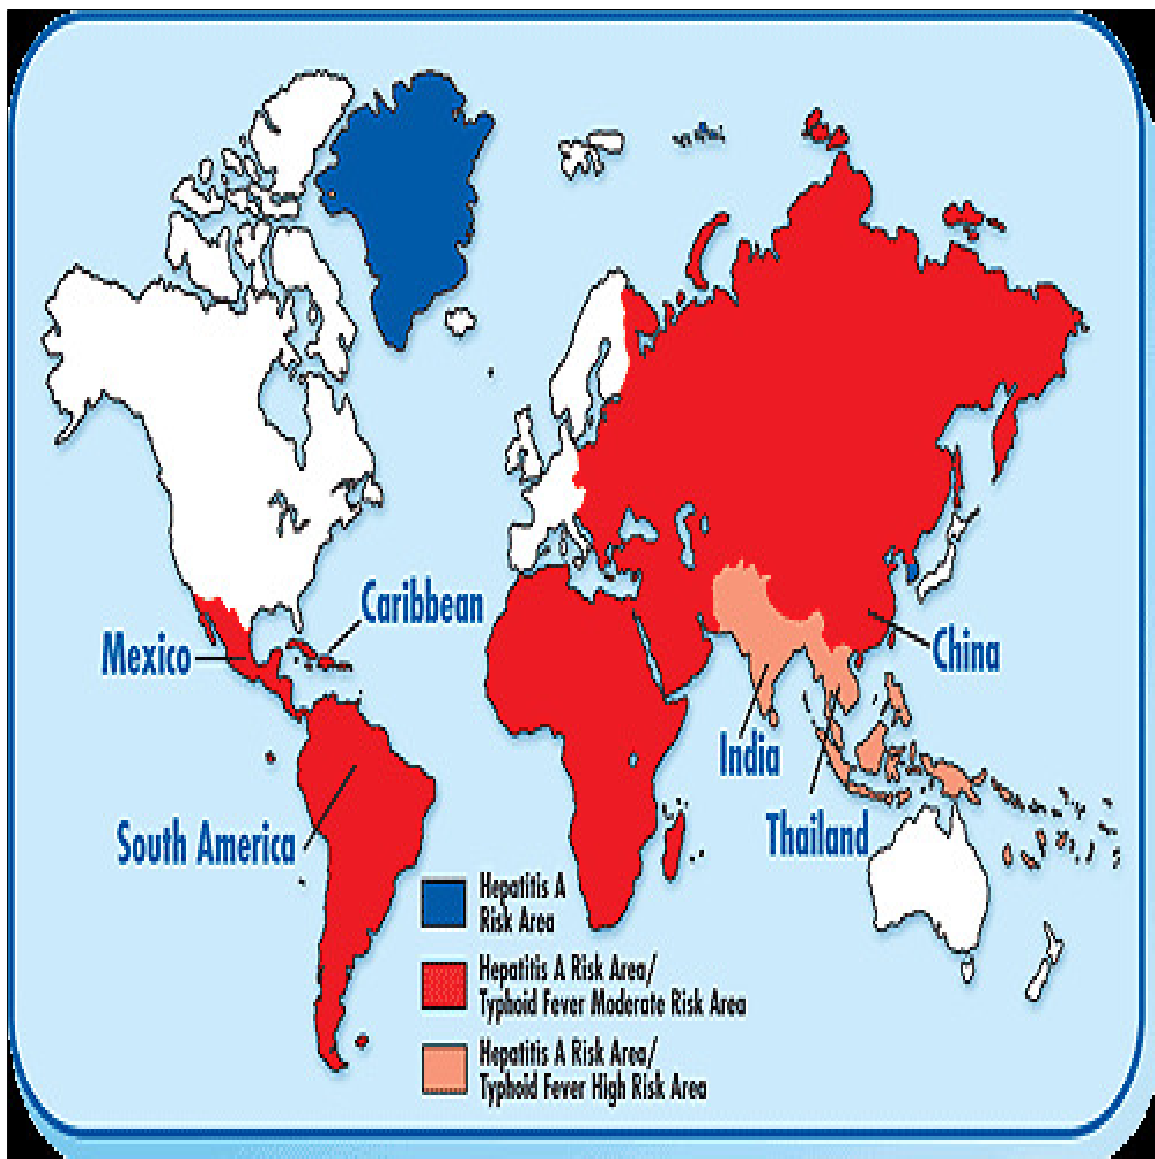 Caribbean
Mexico
China
India
Thailand
South America
Hepatitis A
Risk Area
Hepatitis A Risk Area/
Typhoid Fever Moderate Risk Area
Hepatitis A Risk Area/
Typhoid Fever High Risk Area